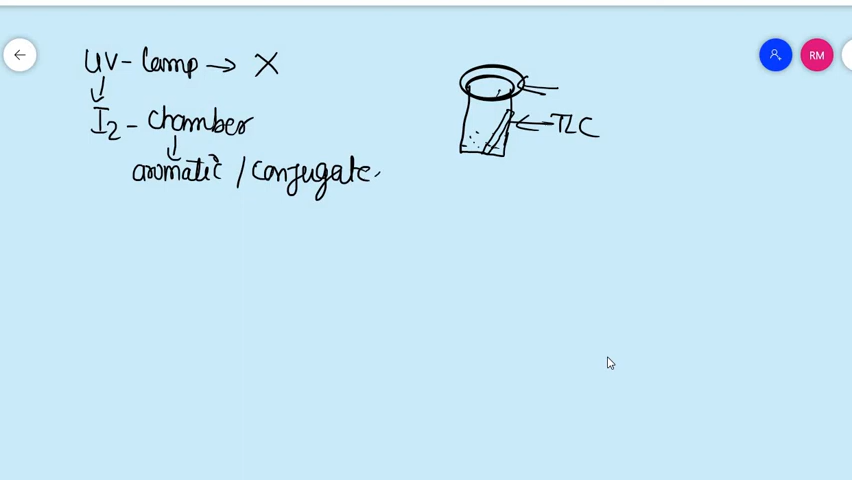 UV-lamp → X
I2 - chamber
aromatic / conjugate.
TLC
RM